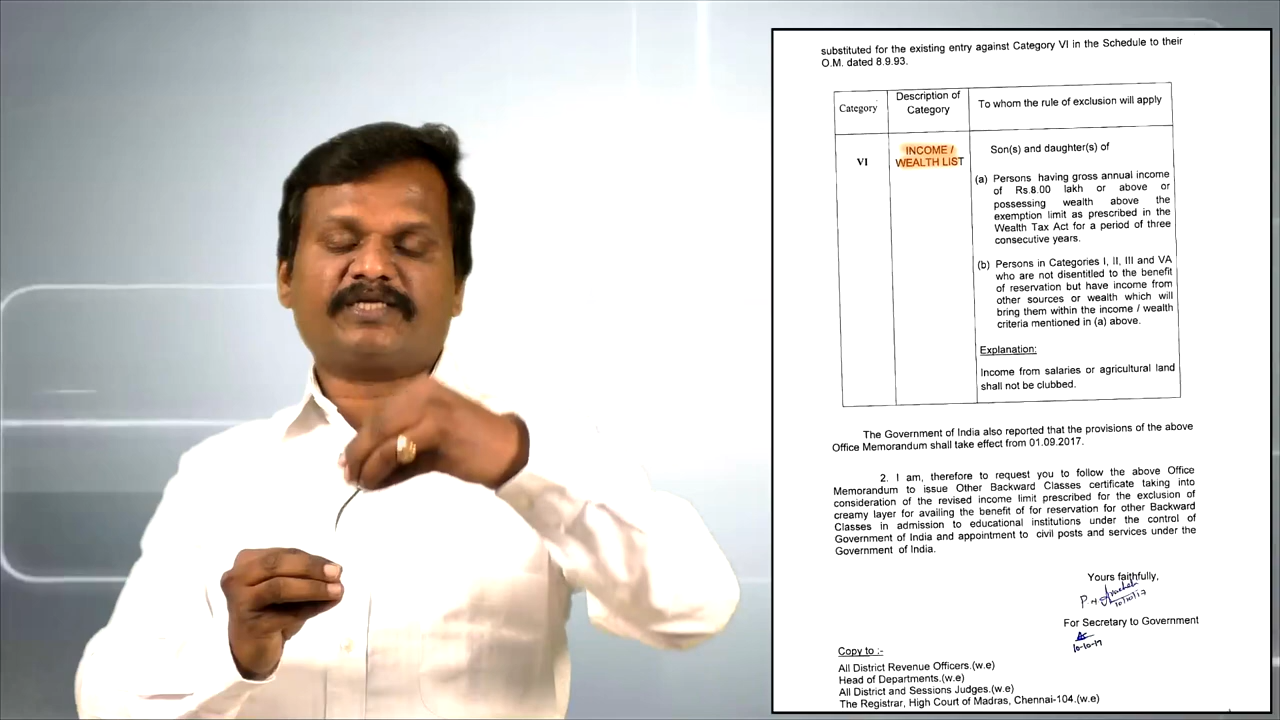 substituted for the existing entry against Category VI in the Schedule to their
O.M. dated 8.9.93.
Category
Description of
Category
To whom the rule of exclusion will apply
VI
INCOME /
WEALTH LIST
Son(s) and daughter(s) of
(a) Persons having gross annual income
of Rs.8.00 lakh or above or
possessing wealth above the
exemption limit as prescribed in the
Wealth Tax Act for a period of three
consecutive years.
(b) Persons in Categories I, II, III and VA
who are not disentitled to the benefit
of reservation but have income from
other sources or wealth which will
bring them within the income / wealth
criteria mentioned in (a) above.
Explanation:
Income from salaries or agricultural land
shall not be clubbed.
The Government of India also reported that the provisions of the above
Office Memorandum shall take effect from 01.09.2017.
2. I am, therefore to request you to follow the above Office
Memorandum to issue Other Backward Classes certificate taking into
consideration of the revised income limit prescribed for the exclusion of
creamy layer for availing the benefit of for reservation for other Backward
Classes in admission to educational institutions under the control of
Government of India and appointment to civil posts and services under the
Government of India.
Yours faithfully,
For Secretary to Government
10-10-17
Copy to :-
All District Revenue Officers.(w.e)
Head of Departments.(w.e)
All District and Sessions Judges.(w.e)
The Registrar, High Court of Madras, Chennai-104.(w.e)